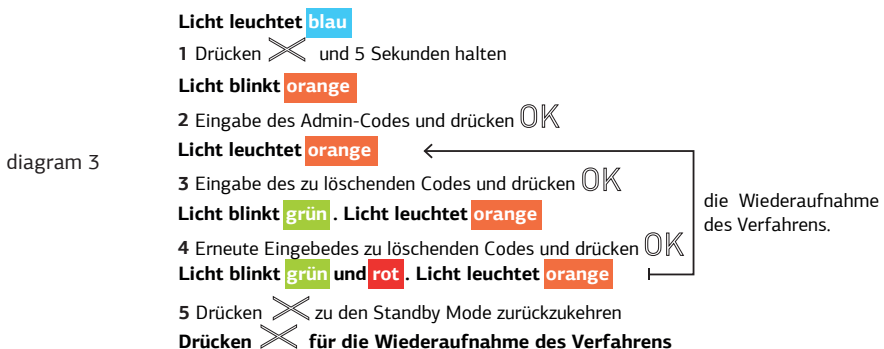 Licht leuchtet blau
1 Drücken und 5 Sekunden halten
Licht blinkt orange
2 Eingabe des Admin-Codes und drücken OK
Licht leuchtet orange
diagram 3
3 Eingabe des zu löschenden Codes und drücken OK
Licht blinkt grün . Licht leuchtet orange
die Wiederaufnahme
des Verfahrens.
4 Erneute Eingebedes zu löschenden Codes und drücken OK
Licht blinkt grün und rot . Licht leuchtet orange
5 Drücken zu den Standby Mode zurückzukehren
Drücken für die Wiederaufnahme des Verfahrens